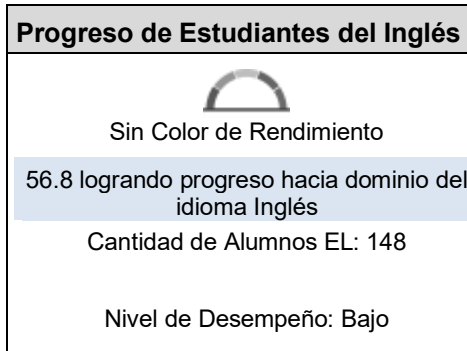 Progreso de Estudiantes del Inglés
Sin Color de Rendimiento
56.8 logrando progreso hacia dominio del
idioma Inglés
Cantidad de Alumnos EL: 148
Nivel de Desempeño: Bajo